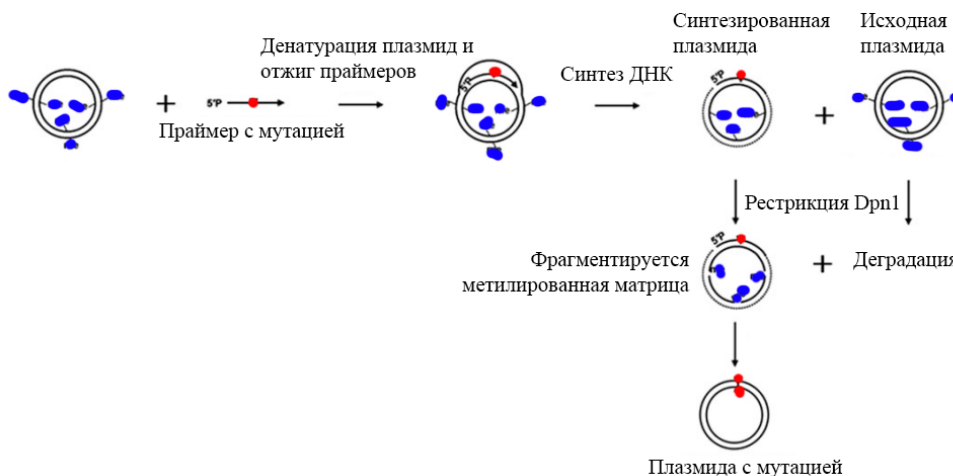 Синтезированная
плазмида
Исходная
плазмида
Денатурация плазмид и
отжиг праймеров
Синтез ДНК
5'P
5'P
5'P
Праймер с мутацией
Рестрикция Dpn1
5'P
Фрагментируется
метилированная матрица
Деградация
Плазмида с мутацией